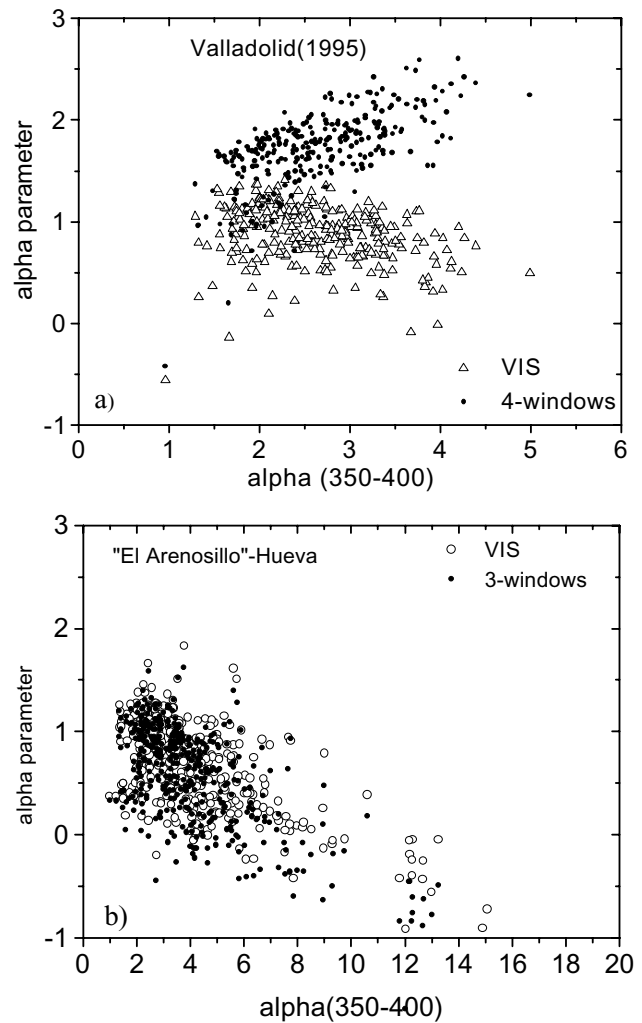 3
Valladolid(1995)
2
1
0
-1
alpha parameter
VIS
4-windows
a)
0 1 2 3 4 5 6
alpha (350-400)
3
"El Arenosillo"-Hueva
VIS
3-windows
2
1
0
-1
alpha parameter
b)
0 2 4 6 8 10 12 14 16 18 20
alpha(350-400)